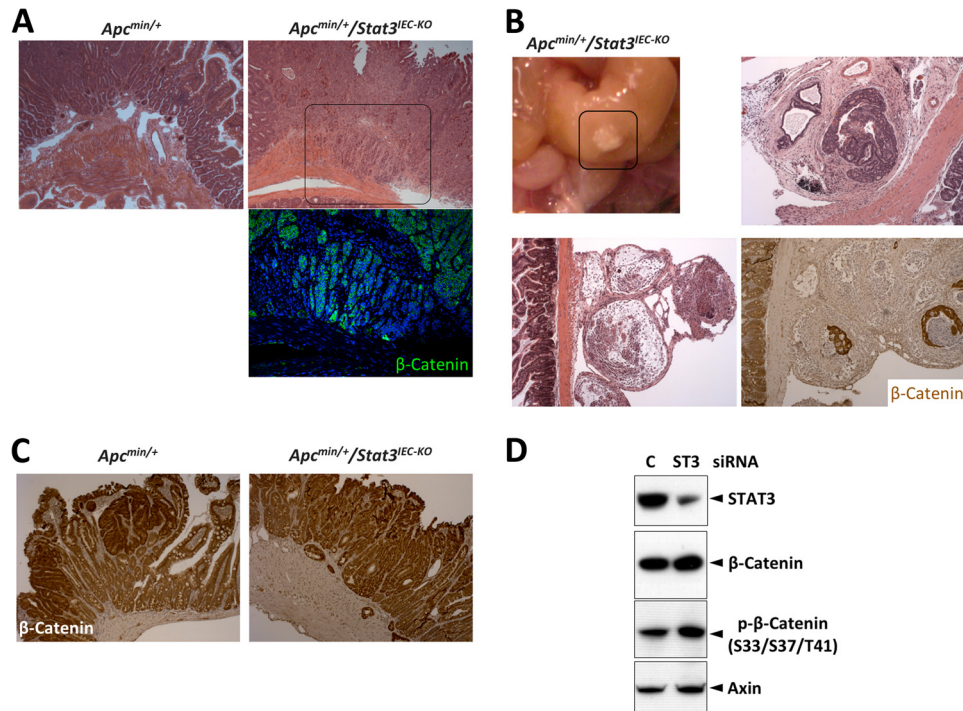 A
Apc^min/+
Apc^min/+/Stat3^IEC-KO
β-Catenin
B
Apc^min/+/Stat3^IEC-KO
β-Catenin
C
Apc^min/+
Apc^min/+/Stat3^IEC-KO
β-Catenin
D
C ST3 siRNA
STAT3
β-Catenin
p-β-Catenin
(S33/S37/T41)
Axin